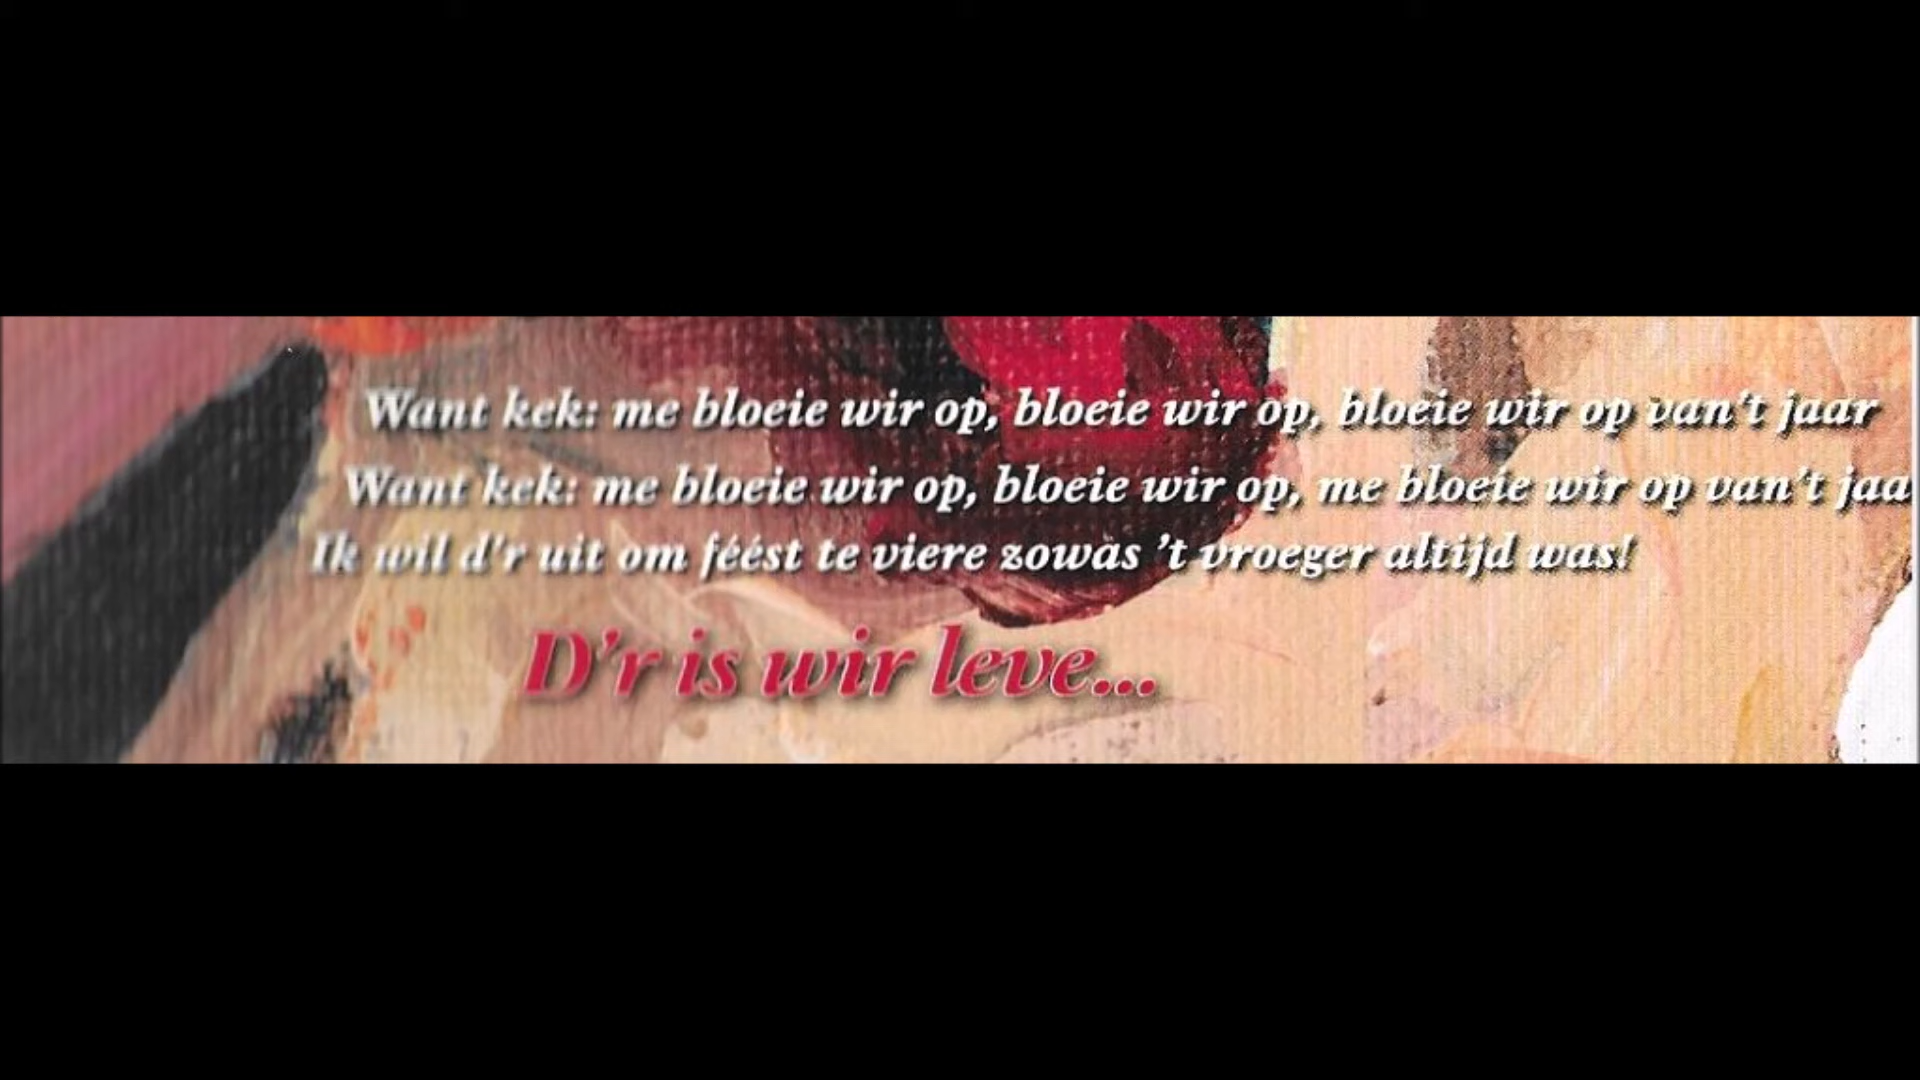 Want kek: me bloeie wir op, bloeie wir op, bloeie wir op van't jaar
Want kek: me bloeie wir op, bloeie wir op, me bloeie wir op van't jaa
Ik wil d'r uit om féést te viere zowas 't vroeger altijd was!
D'r is wir leve...